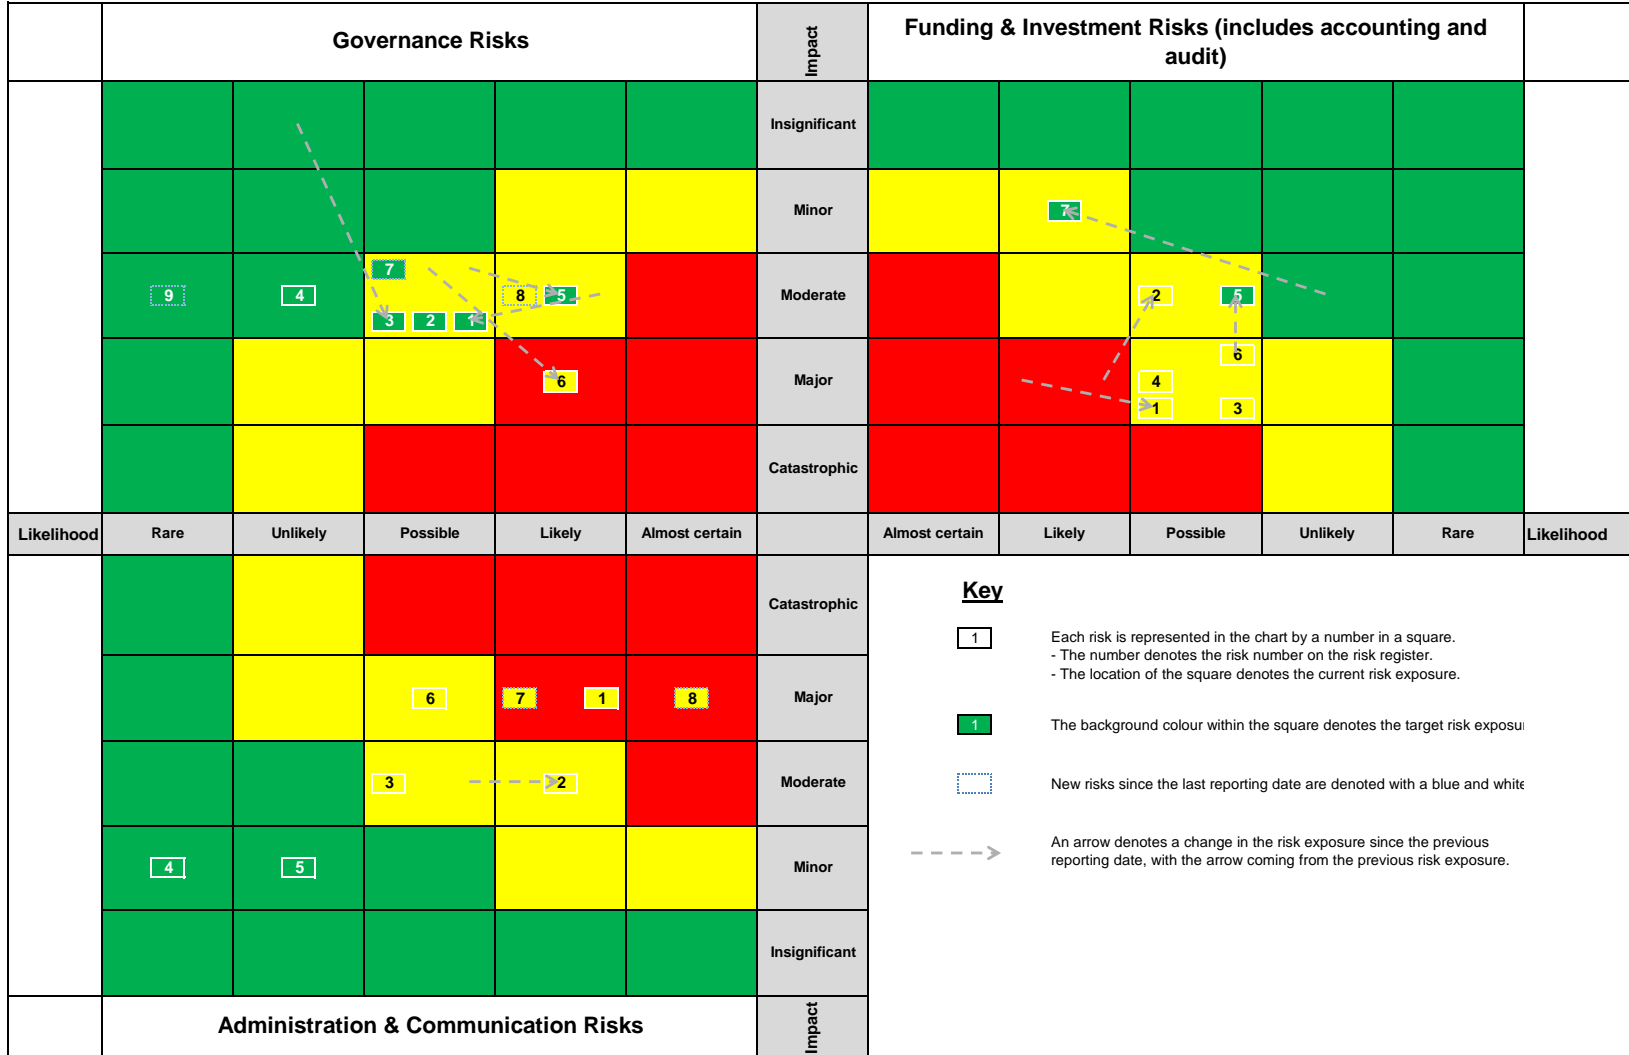 Governance Risks
Impact
Funding & Investment Risks (includes accounting and
audit)
Insignificant
Minor
7
7
Moderate
9
4
8
5
2
5
3
2
1
6
Major
6
4
1
3
Catastrophic
Likelihood
Rare
Unlikely
Possible
Likely
Almost certain
Almost certain
Likely
Possible
Unlikely
Rare
Likelihood
Catastrophic
Major
6
7
1
8
Moderate
3
2
Minor
4
5
Insignificant
Administration & Communication Risks
Impact
Key
1
Each risk is represented in the chart by a number in a square.
- The number denotes the risk number on the risk register.
- The location of the square denotes the current risk exposure.
1
The background colour within the square denotes the target risk exposu
New risks since the last reporting date are denoted with a blue and white
An arrow denotes a change in the risk exposure since the previous
reporting date, with the arrow coming from the previous risk exposure.